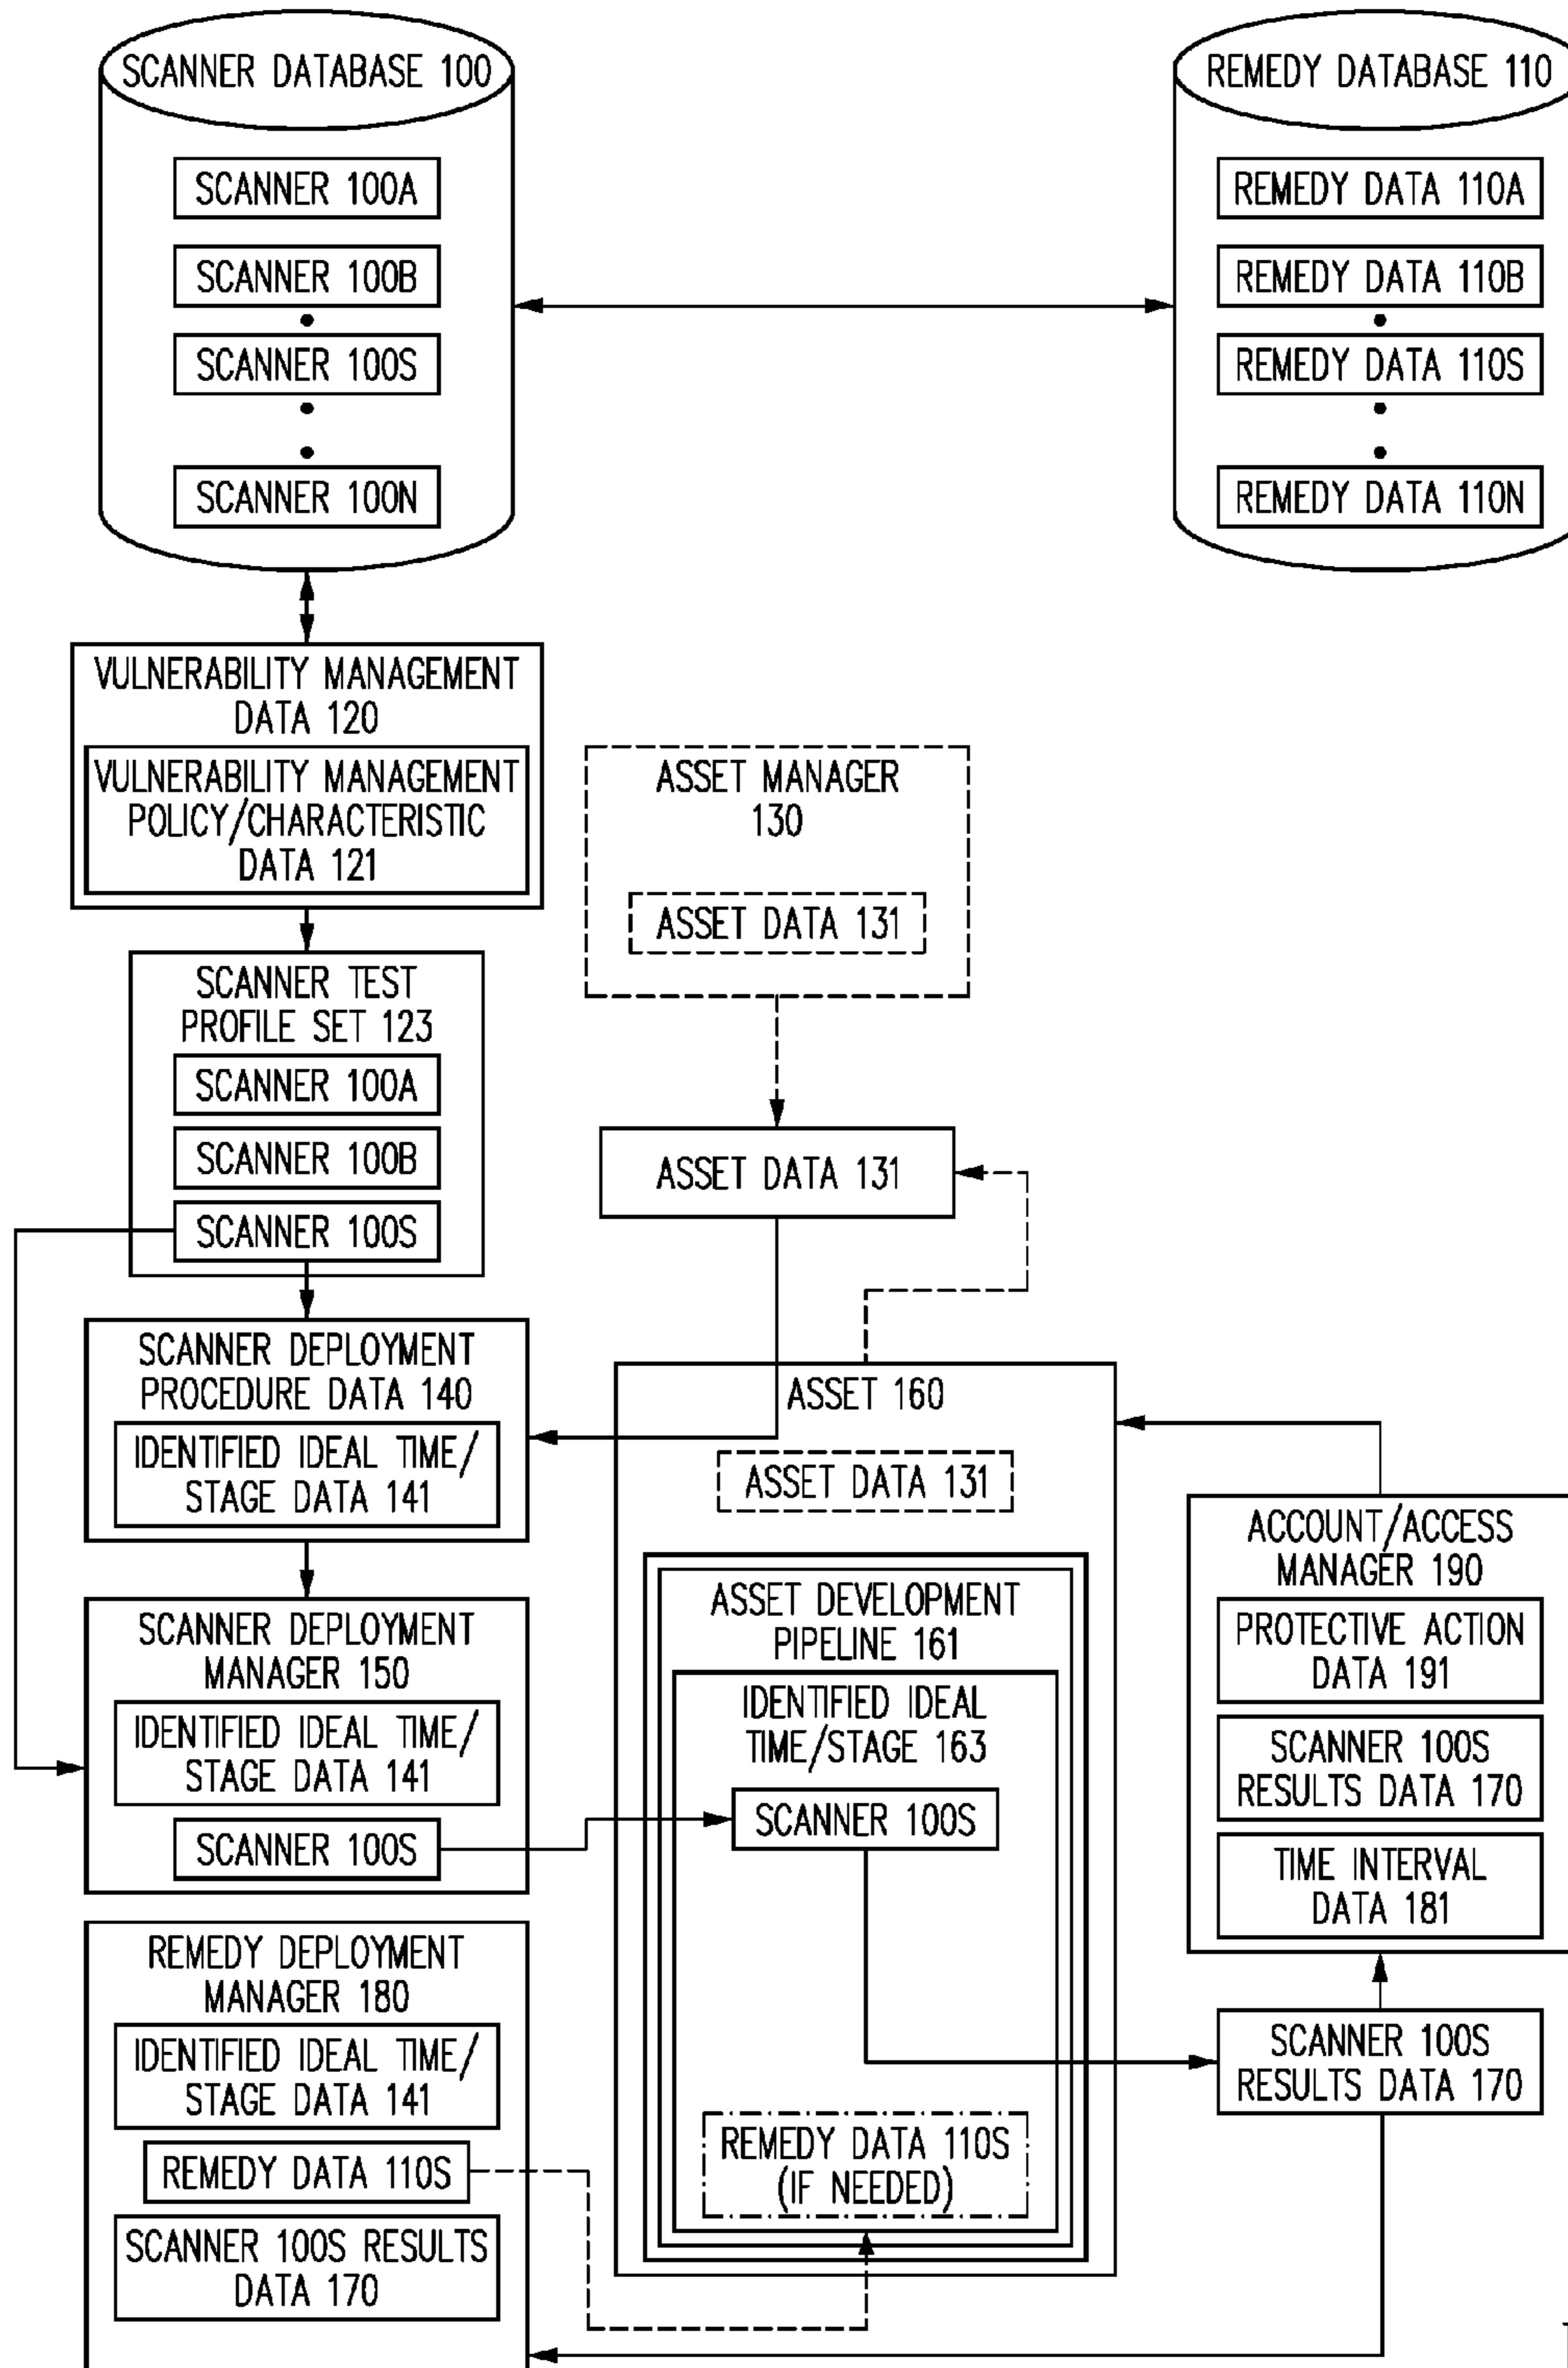 SCANNER DATABASE 100
SCANNER 100A
SCANNER 100B
SCANNER 100S
SCANNER 100N
REMEDY DATABASE 110
REMEDY DATA 110A
REMEDY DATA 110B
REMEDY DATA 110S
REMEDY DATA 110N
VULNERABILITY MANAGEMENT
DATA 120
VULNERABILITY MANAGEMENT
POLICY/CHARACTERISTIC
DATA 121
ASSET MANAGER
130
ASSET DATA 131
SCANNER TEST
PROFILE SET 123
SCANNER 100A
SCANNER 100B
SCANNER 100S
ASSET DATA 131
SCANNER DEPLOYMENT
PROCEDURE DATA 140
IDENTIFIED IDEAL TIME/
STAGE DATA 141
SCANNER DEPLOYMENT
MANAGER 150
IDENTIFIED IDEAL TIME/
STAGE DATA 141
SCANNER 100S
REMEDY DEPLOYMENT
MANAGER 180
IDENTIFIED IDEAL TIME/
STAGE DATA 141
REMEDY DATA 110S
SCANNER 100S RESULTS
DATA 170
ASSET 160
ASSET DATA 131
ASSET DEVELOPMENT
PIPELINE 161
IDENTIFIED IDEAL
TIME/STAGE 163
SCANNER 100S
REMEDY DATA 110S
(IF NEEDED)
ACCOUNT/ACCESS
MANAGER 190
PROTECTIVE ACTION
DATA 191
SCANNER 100S
RESULTS DATA 170
TIME INTERVAL
DATA 181
SCANNER 100S
RESULTS DATA 170